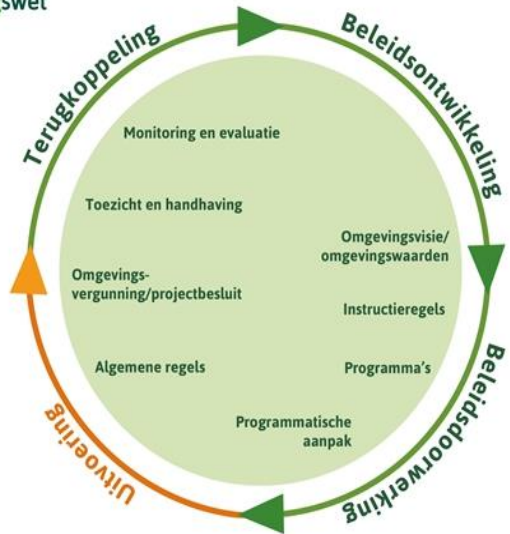 Terugkoppeling
Beleidsontwikkeling
Monitoring en evaluatie
Toezicht en handhaving
Omgevingsvisie/
omgevingswaarden
Omgevings-
vergunning/projectbesluit
Instructieregels
Algemene regels
Programma's
Programmatische
aanpak
Uitvoering
Beleidsdoorwerking